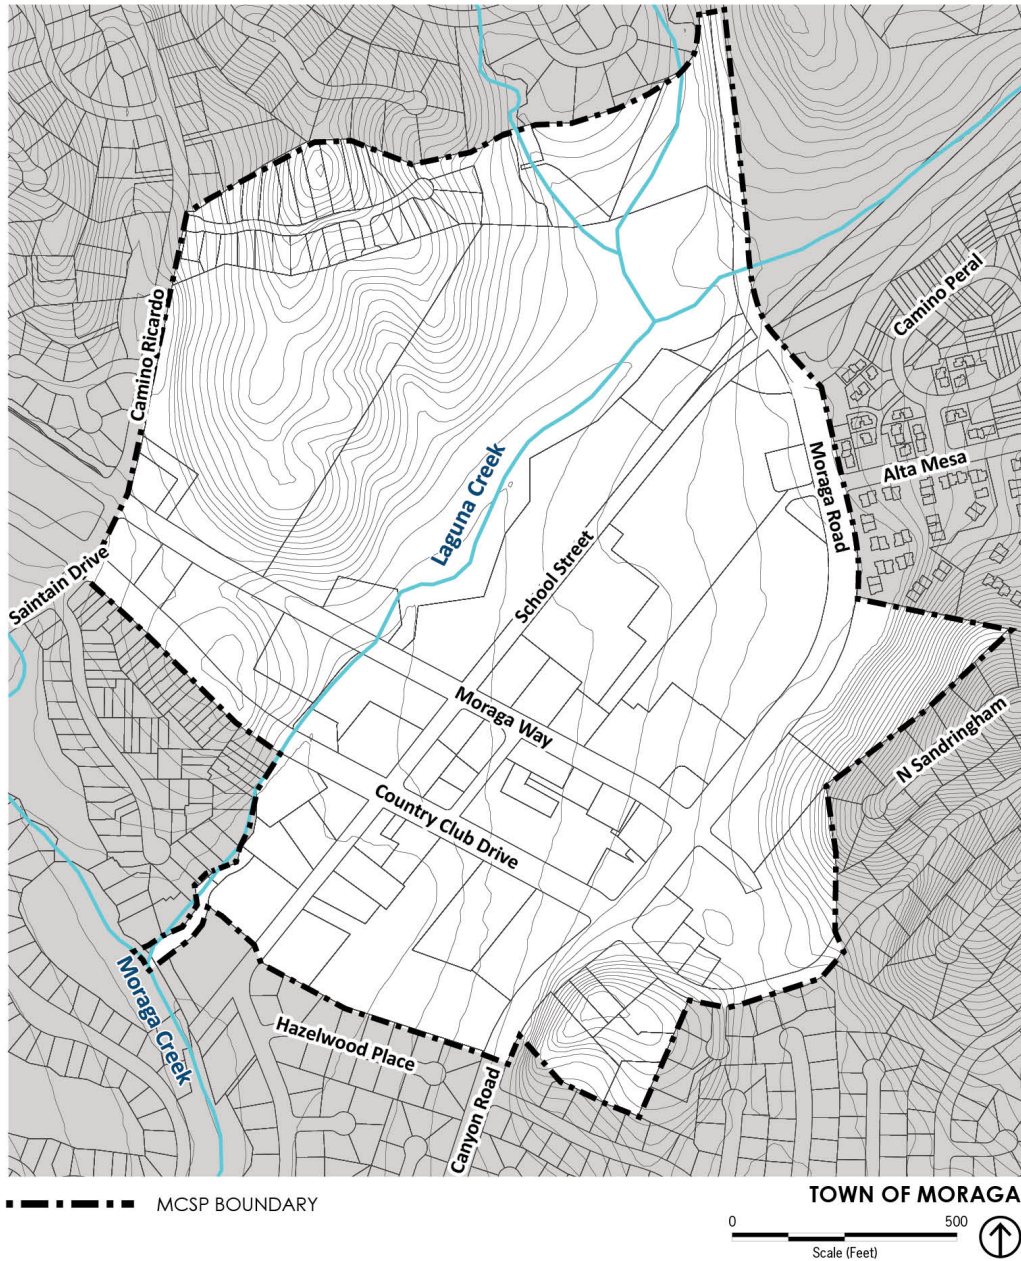 Camino Peral
Camino Ricardo
Alta Mesa
Moraga Road
Laguna Creek
School Street
Saintain Drive
Moraga Way
N Sandringham
Country Club Drive
Moraga Creek
Hazelwood Place
Canyon Road
MCSP BOUNDARY
TOWN OF MORAGA
0 500
Scale (Feet)